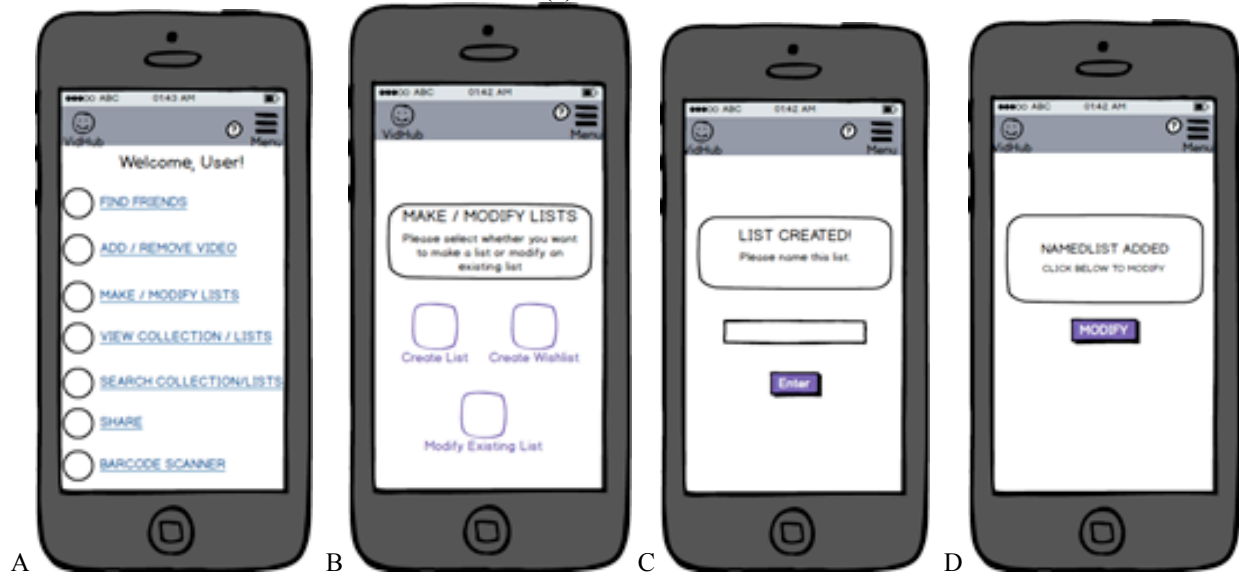 ABC 01:43 AM
VidHub
?
Menu
Welcome, User!
FIND FRIENDS
ADD / REMOVE VIDEO
MAKE / MODIFY LISTS
VIEW COLLECTION / LISTS
SEARCH COLLECTION/LISTS
SHARE
BARCODE SCANNER
A
ABC 01:42 AM
VidHub
?
Menu
MAKE / MODIFY LISTS
Please select whether you want
to make a list or modify an
existing list
Create List Create Wishlist
Modify Existing List
B
ABC 01:42 AM
VidHub
?
Menu
LIST CREATED!
Please name this list.
Enter
C
ABC 01:42 AM
VidHub
?
Menu
NAMEDLIST ADDED
CLICK BELOW TO MODIFY
MODIFY
D